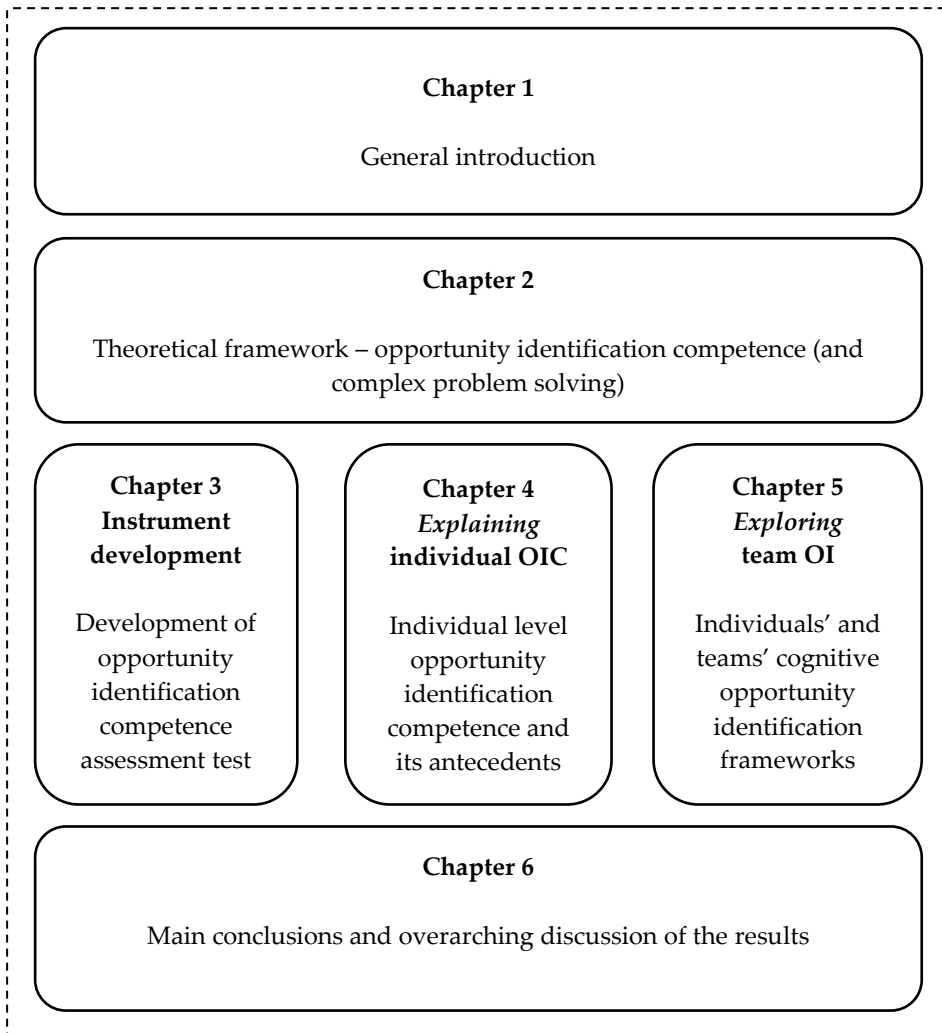 Chapter 1
General introduction
Chapter 2
Theoretical framework – opportunity identification competence (and
complex problem solving)
Chapter 3
Instrument
development
Development of
opportunity
identification
competence
assessment test
Chapter 4
Explaining
individual OIC
Individual level
opportunity
identification
competence and
its antecedents
Chapter 5
Exploring
team OI
Individuals’ and
teams’ cognitive
opportunity
identification
frameworks
Chapter 6
Main conclusions and overarching discussion of the results